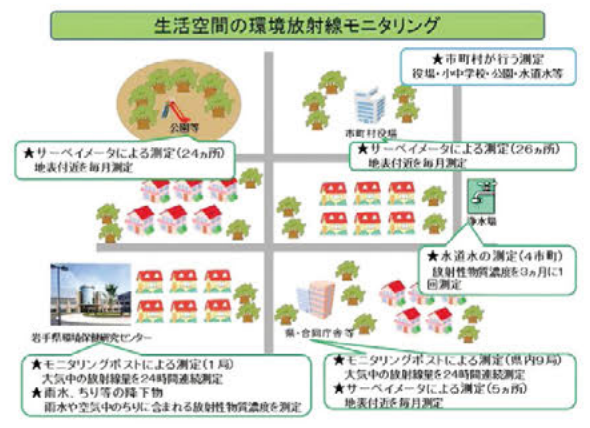 生活空間の環境放射線モニタリング
★市町村が行う測定
役場・小中学校・公園・水道水等
公園等
市町村役場
★サーベイメータによる測定(24ヵ所)
地表付近を毎月測定
★サーベイメータによる測定(26ヵ所)
地表付近を毎月測定
浄水場
★水道水の測定(4市町)
放射性物質濃度を3ヵ月に1
回測定
岩手県環境保健研究センター
県・合同庁舎等
★モニタリングポストによる測定(1局)
大気中の放射線量を24時間連続測定
★雨水、ちり等の降下物
雨水や空気中のちりに含まれる放射性物質濃度を測定
★モニタリングポストによる測定(県内9局)
大気中の放射線量を24時間連続測定
★サーベイメータによる測定(5ヵ所)
地表付近を毎月測定